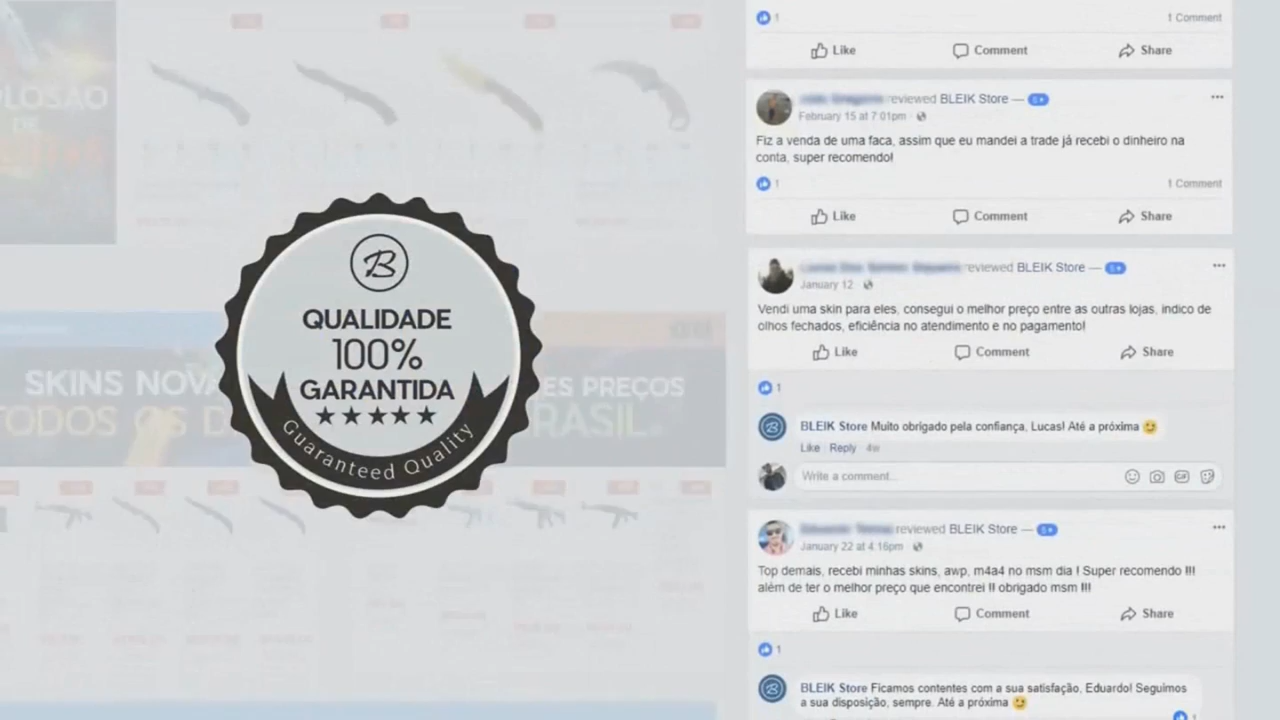 OLOSÃO
DE
SKINS NOVA
ES PREÇOS
TODOS OS D
RASIL
B
QUALIDADE
100%
GARANTIDA
Guaranteed Quality
1
1 Comment
Like Comment Share
reviewed BLEIK Store — 5
February 15 at 7:01pm
Fiz a venda de uma faca, assim que eu mandei a trade já recebi o dinheiro na
conta, super recomendo!
1
1 Comment
Like Comment Share
reviewed BLEIK Store — 5
January 12
Vendi uma skin para eles, consegui o melhor preço entre as outras lojas, indico de
olhos fechados, eficiência no atendimento e no pagamento!
Like Comment Share
1
BLEIK Store Muito obrigado pela confiança, Lucas! Até a próxima
Like Reply 4w
Write a comment...
reviewed BLEIK Store — 5
January 22 at 4:16pm
Top demais, recebi minhas skins, awp, m4a4 no msm dia ! Super recomendo !!!
além de ter o melhor preço que encontrei !! obrigado msm !!!
Like Comment Share
1
BLEIK Store Ficamos contentes com a sua satisfação, Eduardo! Seguimos
a sua disposição, sempre. Até a próxima
1